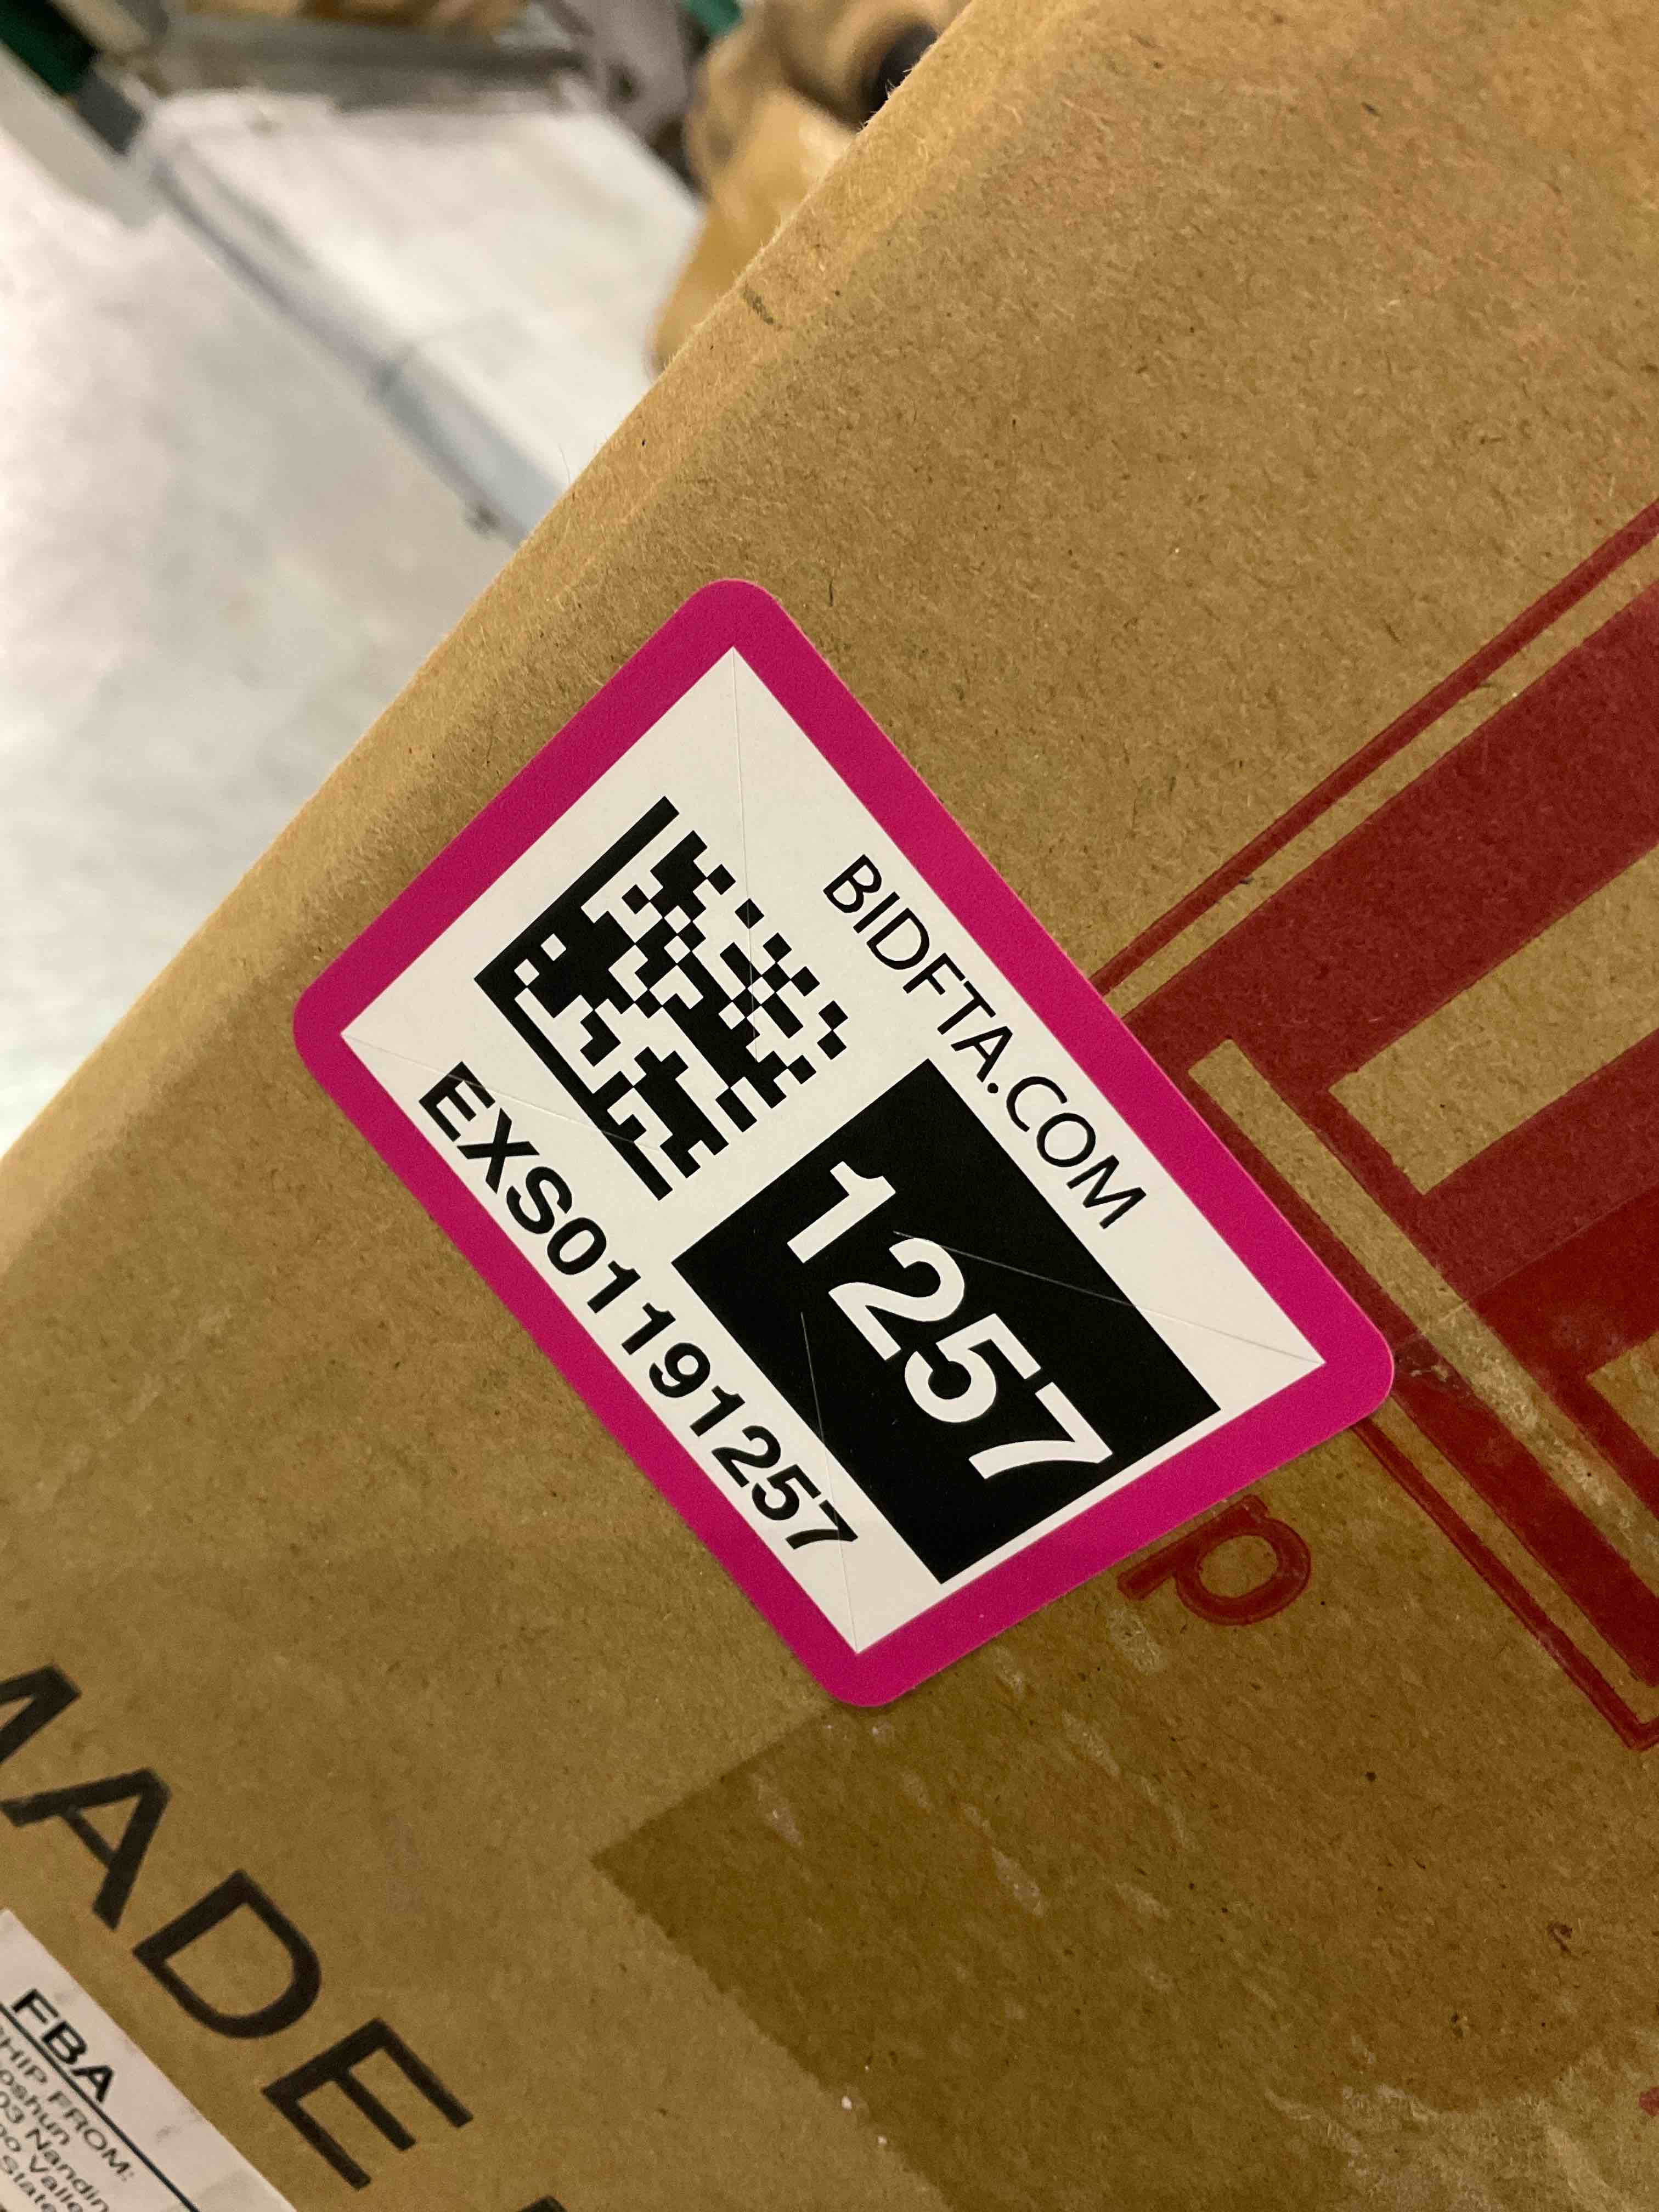 BIDFTA.COM
1257
EXS01191257
p
MADE
FBA
SHIP FROM: